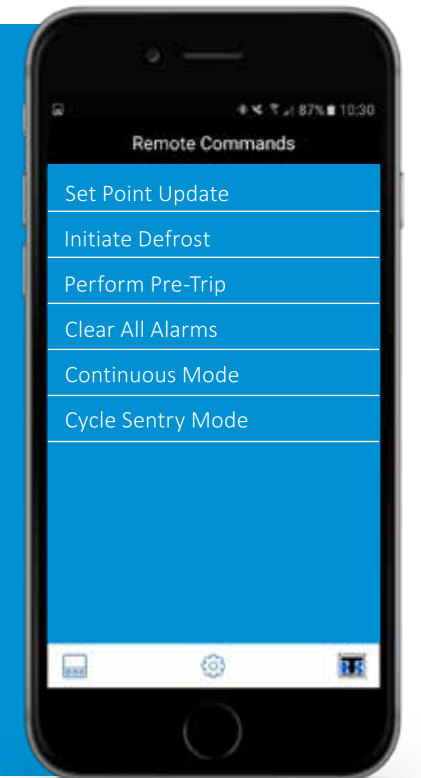 87% 10:30
Remote Commands
Set Point Update
Initiate Defrost
Perform Pre-Trip
Clear All Alarms
Continuous Mode
Cycle Sentry Mode